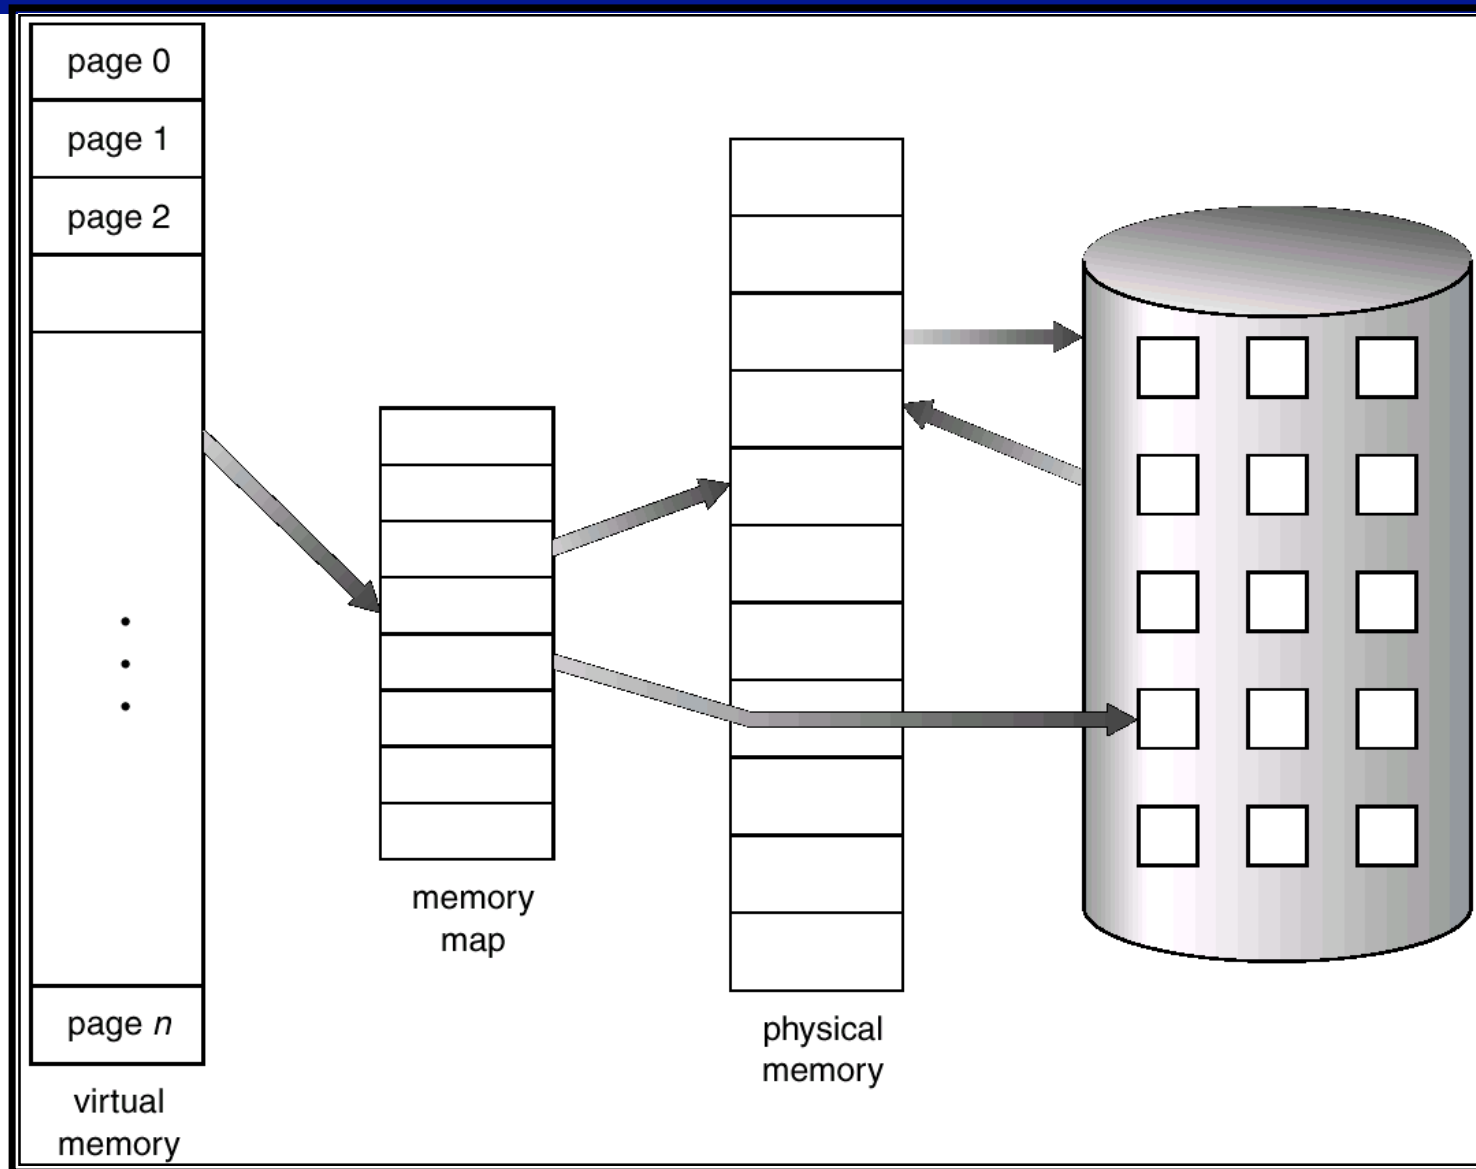 page 0
page 1
page 2
page n
virtual
memory
memory
map
physical
memory